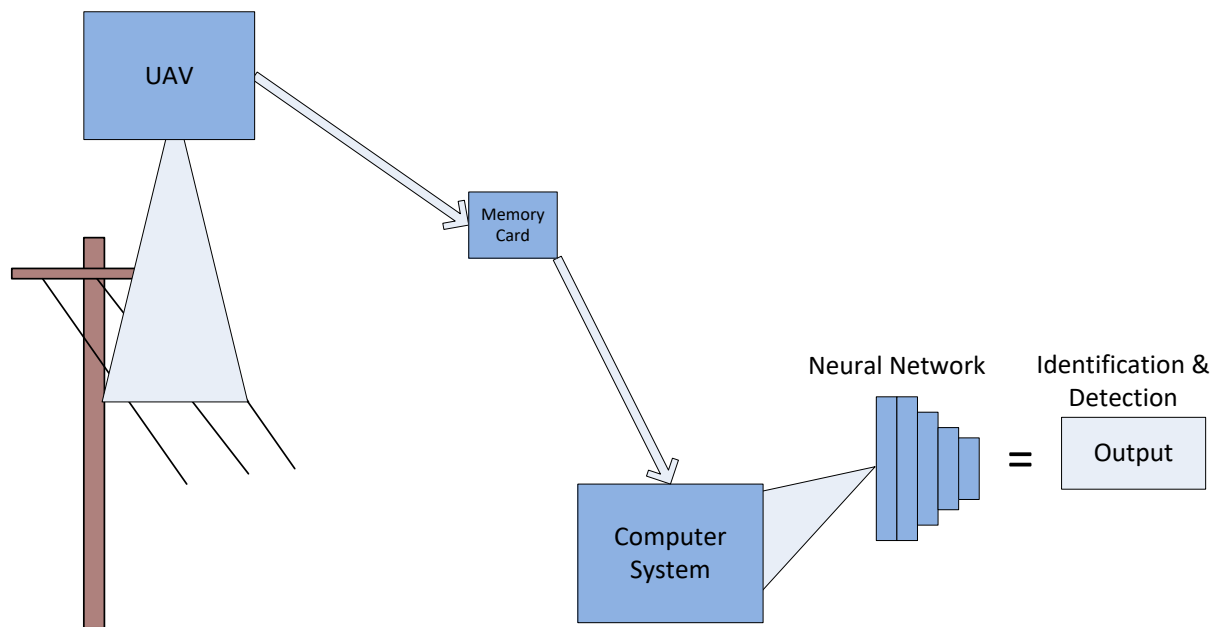 UAV
Memory
Card
Neural Network
Identification &
Detection
=
Output
Computer
System